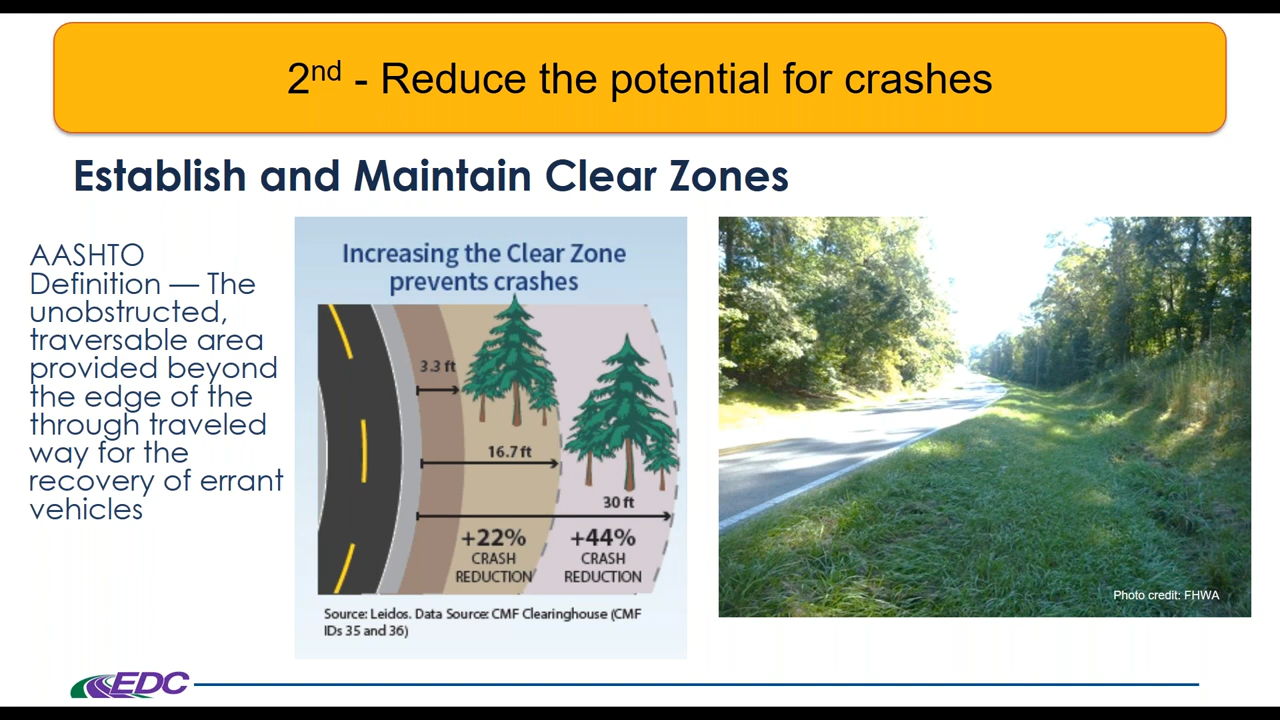 2nd - Reduce the potential for crashes
Establish and Maintain Clear Zones
AASHTO
Definition — The
unobstructed,
traversable area
provided beyond
the edge of the
through traveled
way for the
recovery of errant
vehicles
Increasing the Clear Zone
prevents crashes
3.3 ft
16.7 ft
30 ft
+22%
CRASH
REDUCTION
+44%
CRASH
REDUCTION
Source: Leidos. Data Source: CMF Clearinghouse (CMF
IDs 35 and 36)
Photo credit: FHWA
EDC